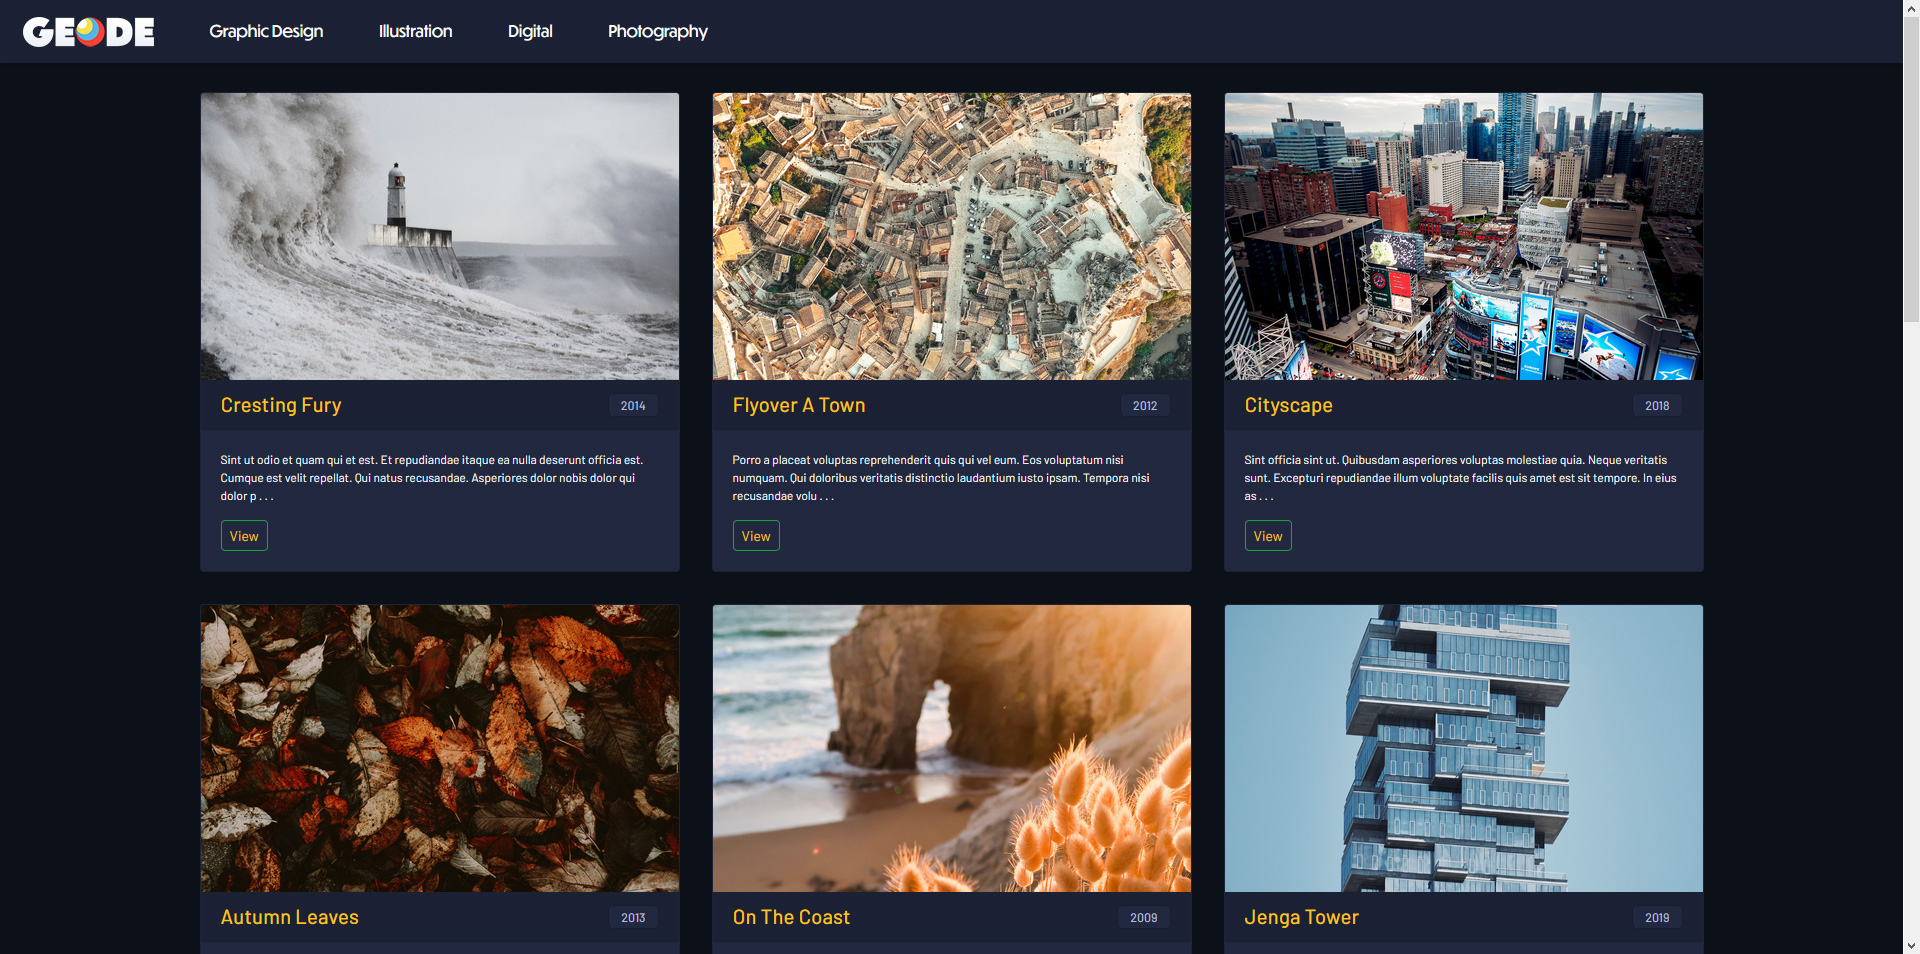 GEODE
Graphic Design
Illustration
Digital
Photography
Cresting Fury
2014
Sint ut odio et quam qui et est. Et repudiandae itaque ea nulla deserunt officia est.
Cumque est velit repellat. Qui natus recusandae. Asperiores dolor nobis dolor qui
dolor p . . .
View
Flyover A Town
2012
Porro a placeat voluptas reprehenderit quis qui vel eum. Eos voluptatum nisi
numquam. Qui doloribus veritatis distinctio laudantium iusto ipsam. Tempora nisi
recusandae volu . . .
View
Cityscape
2018
Sint officia sint ut. Quibusdam asperiores voluptas molestiae quia. Neque veritatis
sunt. Excepturi repudiandae illum voluptate facilis quis amet est sit tempore. In eius
as . . .
View
Autumn Leaves
2013
On The Coast
2009
Jenga Tower
2019